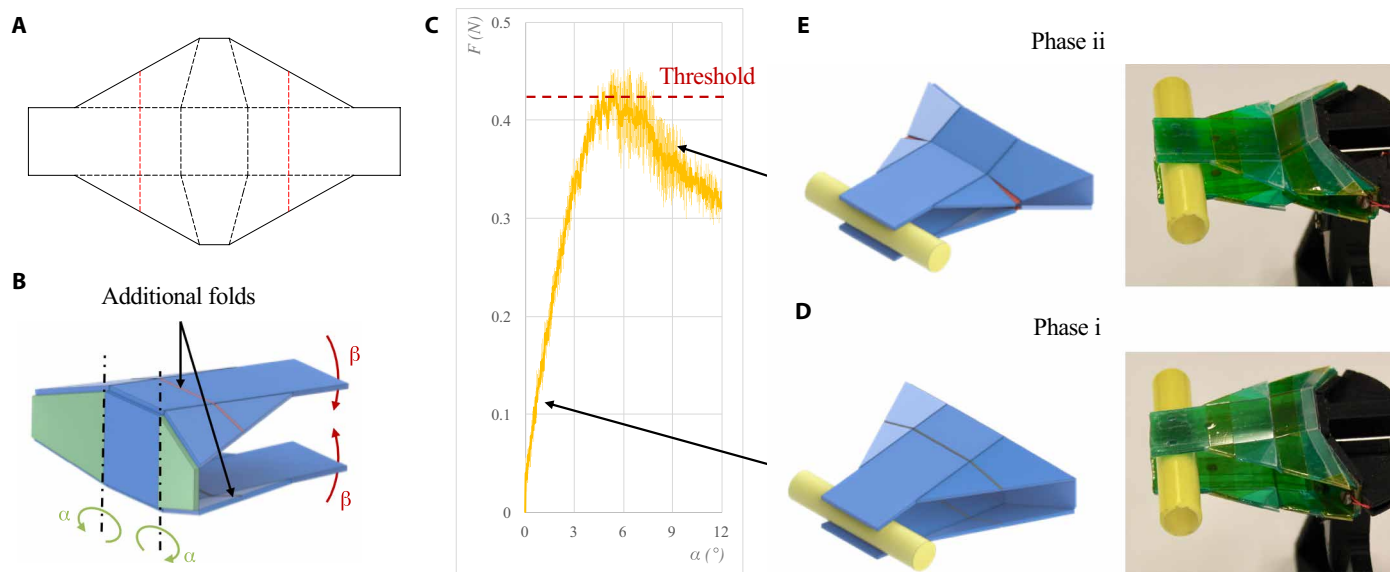 A
B
Additional folds
β
β
α
α
C
F (N)
0.5
0.4
0.3
0.2
0.1
0
0 3 6 9 12
α (°)
Threshold
E
Phase ii
D
Phase i